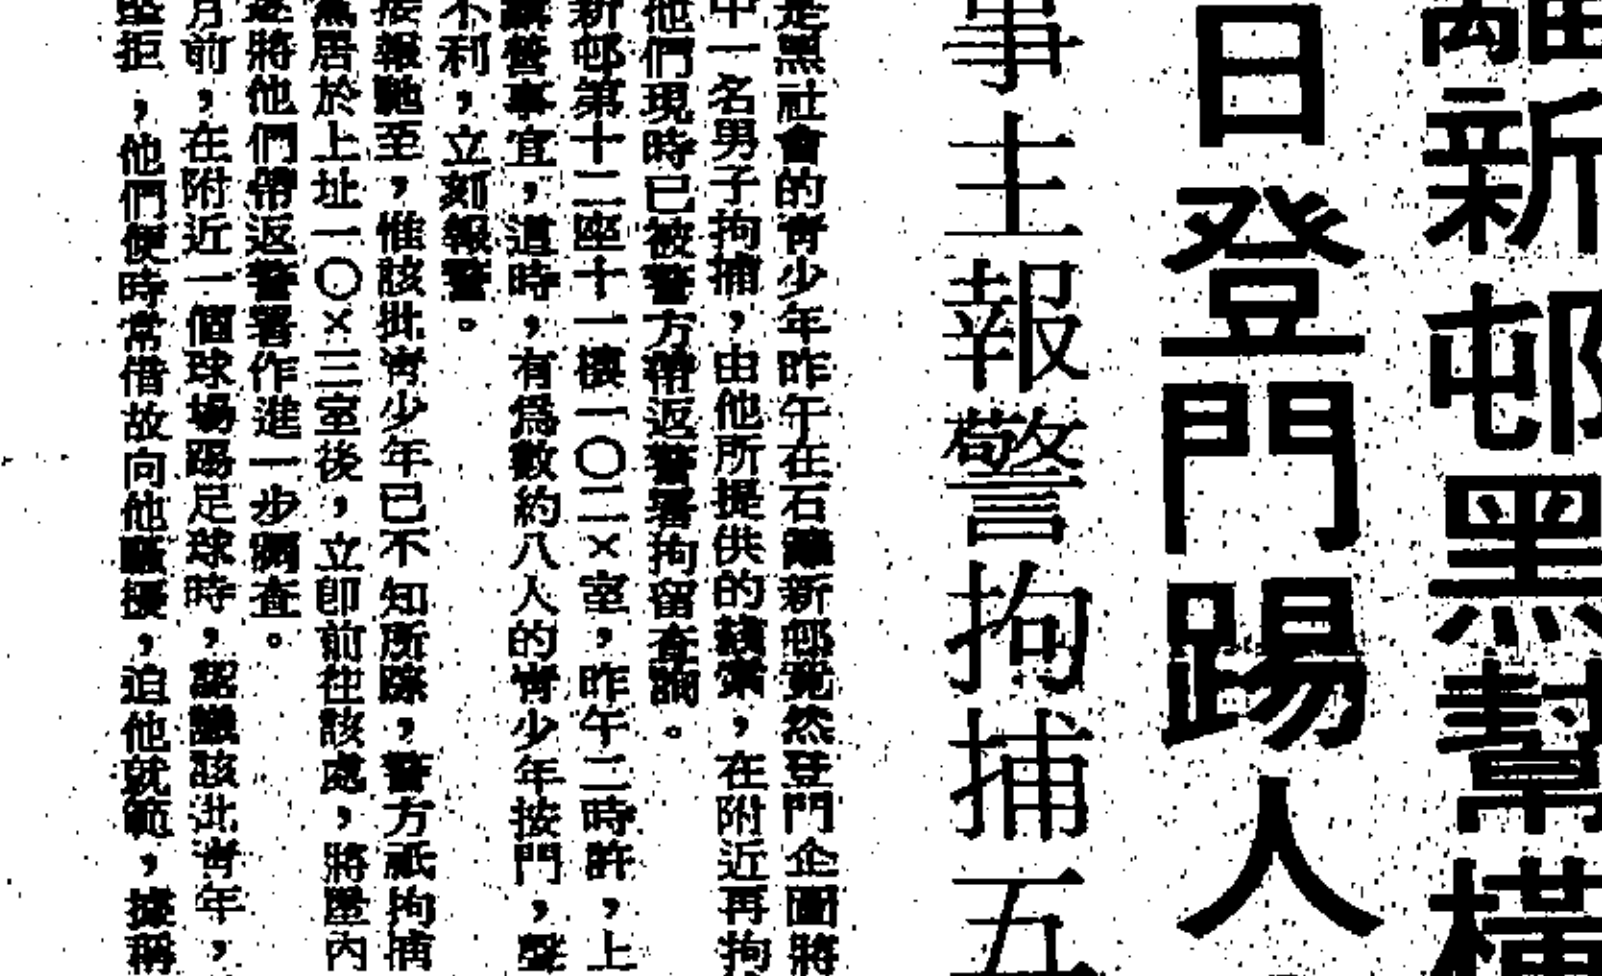 離新邨黑幫橫
日登門踢人
事主報警拘捕五
是黑社會的青少年昨午在石離新邨竟然登門企圖將
中一名男子拘捕，由他所提供的線索，在附近再拘
他們現時已被警方帶返警署拘留查詢。
新邨第十二座十一樓一〇二×室，昨午二時許，上
讀營事宜，這時，有為數約八人的青少年按門，聲
不利，立刻報警。
接報馳至，惟該批青少年已不知所踪，警方祇拘捕
居於上址一〇×三室後，立即前往該處，將屋內
遂將他們帶返警署作進一步調查。
月前，在附近一個球場踢足球時，認識該批青年，
堅拒，他們便時常借故向他騷擾，迫他就範，據稱